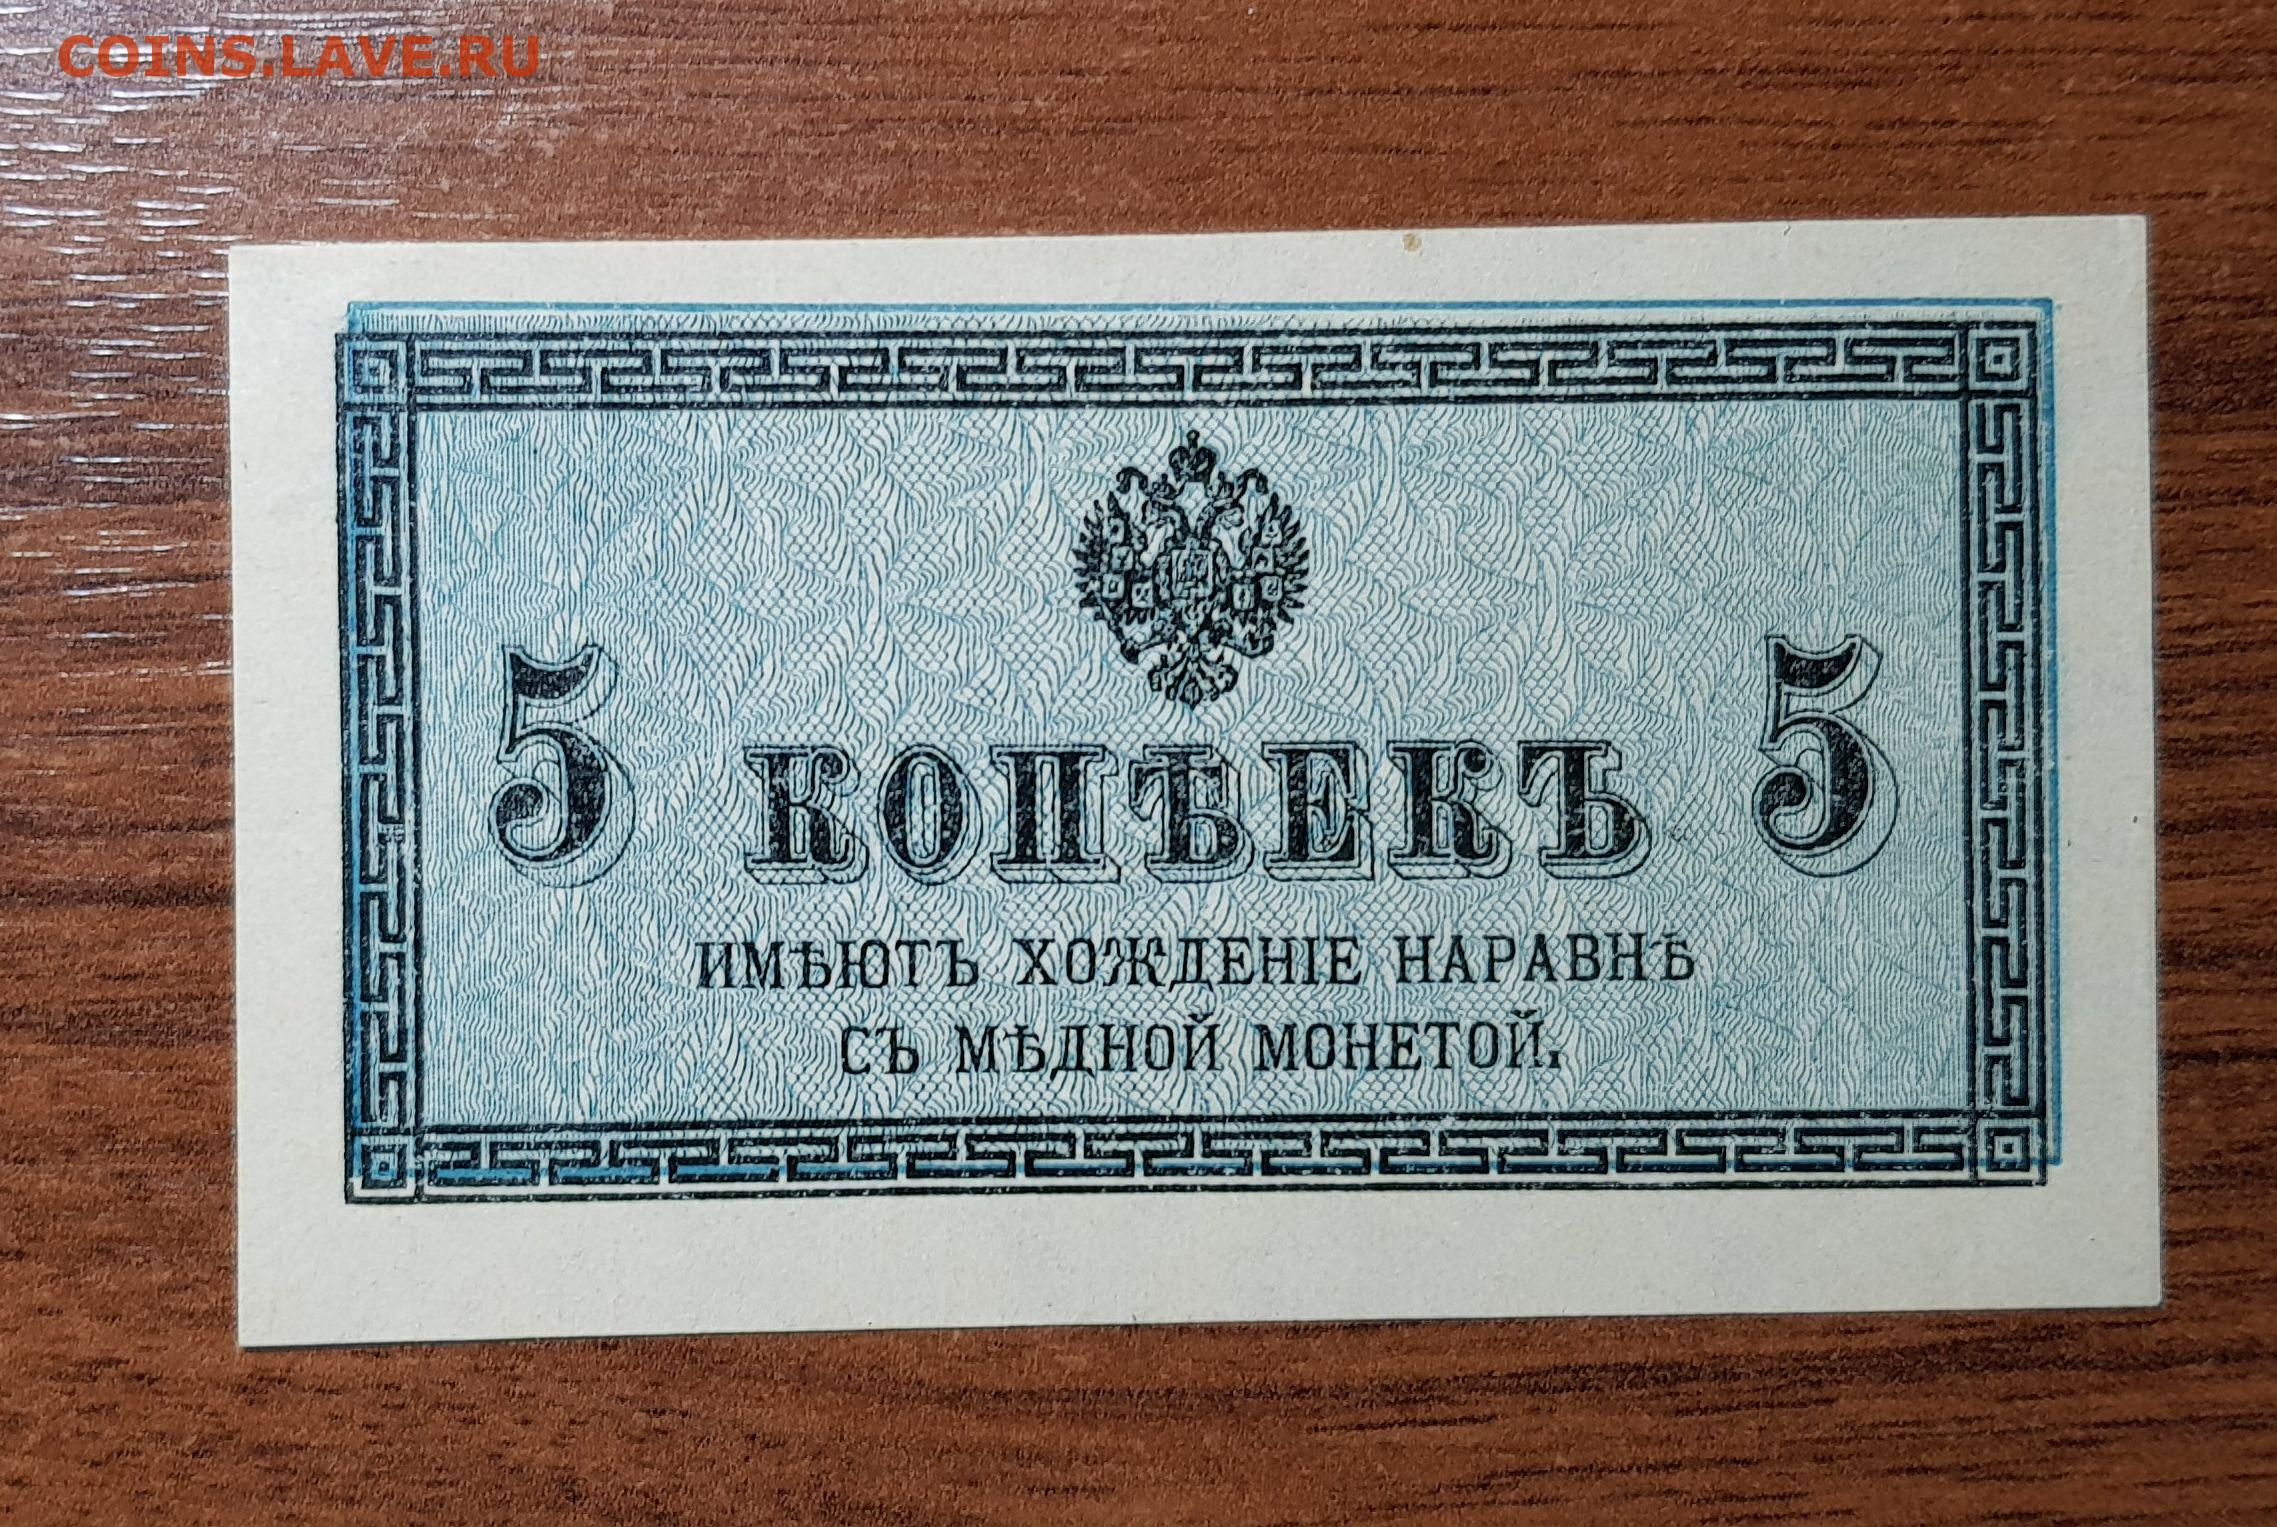 COINS.LAVE.RU
5 КОПѢЕКЪ 5
ИМѢЮТЪ ХОЖДЕНІЕ НАРАВНѢ
СЪ МѢДНОЙ МОНЕТОЙ.